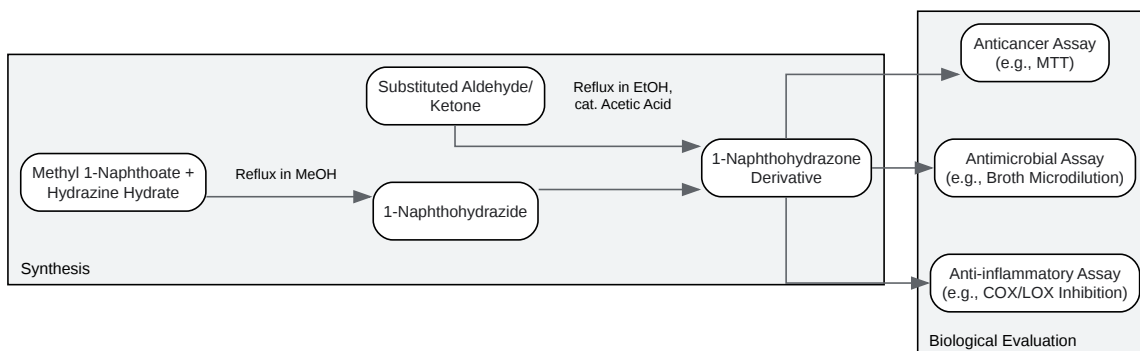 Anticancer Assay
(e.g., MTT)
Substituted Aldehyde/
Ketone
Reflux in EtOH,
cat. Acetic Acid
Methyl 1-Naphthoate +
Hydrazine Hydrate
Reflux in MeOH
1-Naphthohydrazide
1-Naphthohydrazone
Derivative
Antimicrobial Assay
(e.g., Broth Microdilution)
Synthesis
Anti-inflammatory Assay
(e.g., COX/LOX Inhibition)
Biological Evaluation